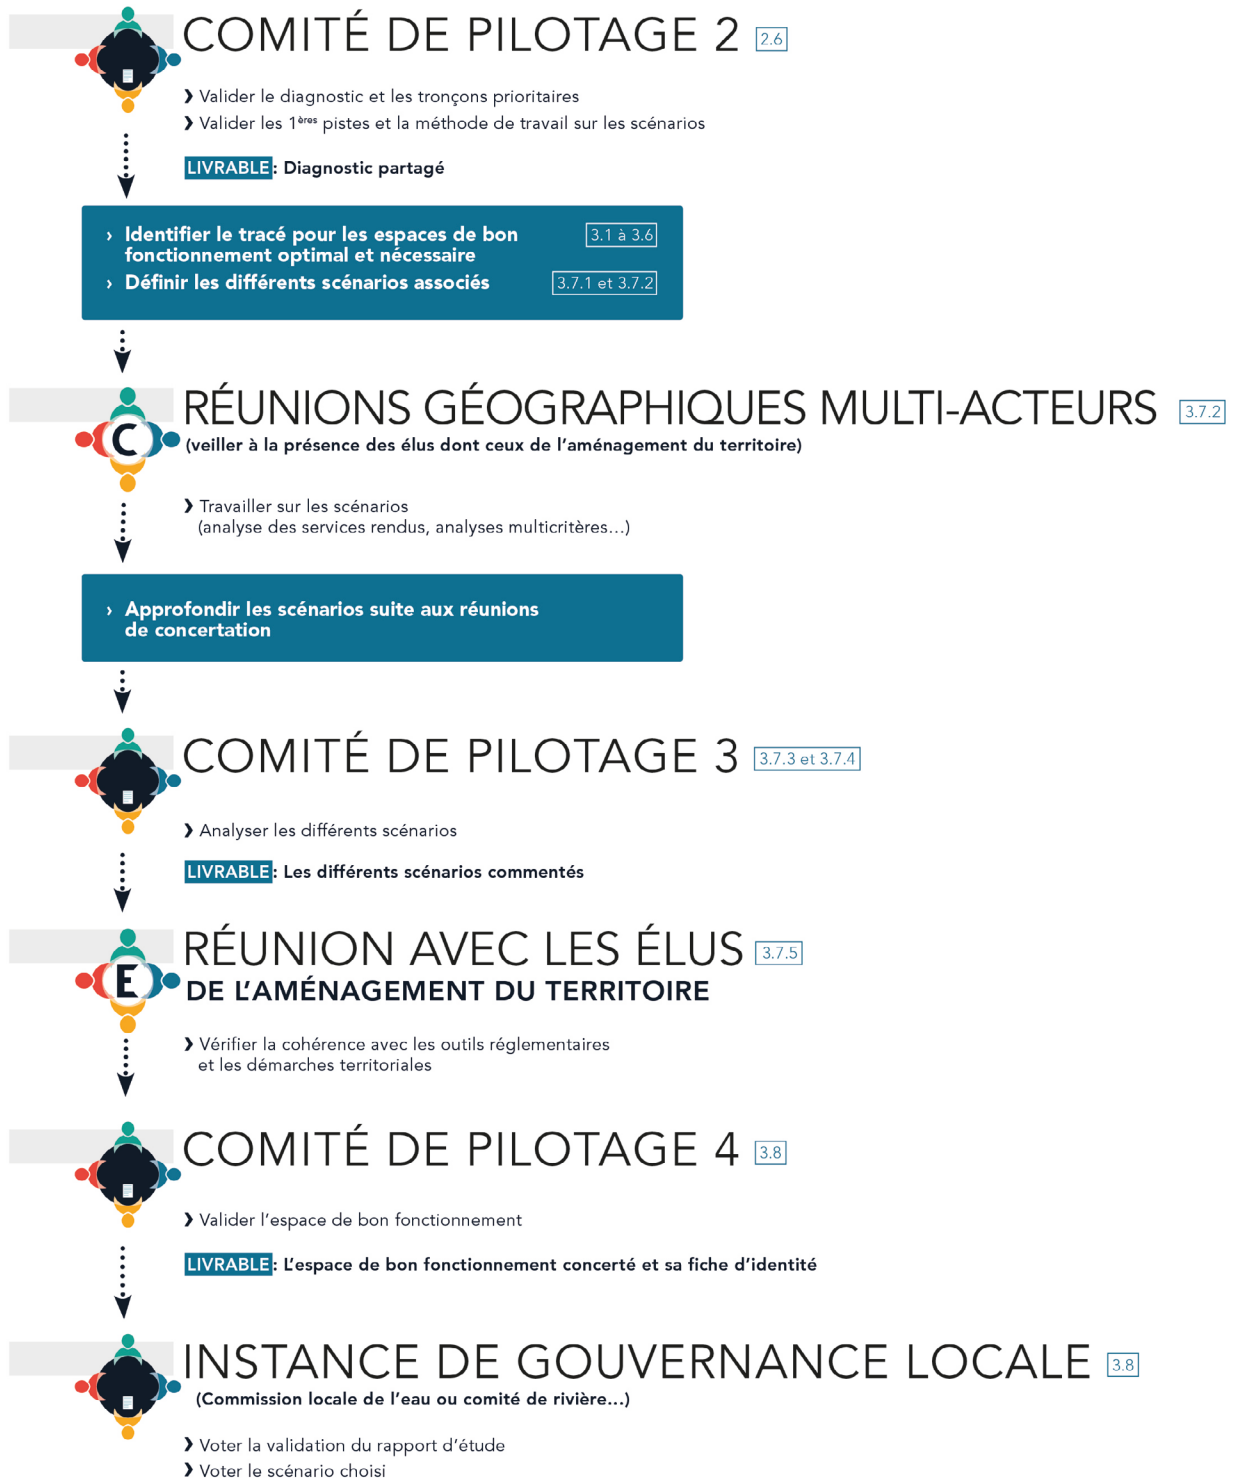 COMITÉ DE PILOTAGE 2 2.6
❯ Valider le diagnostic et les tronçons prioritaires
❯ Valider les 1ères pistes et la méthode de travail sur les scénarios
LIVRABLE : Diagnostic partagé
› Identifier le tracé pour les espaces de bon 3.1 à 3.6
fonctionnement optimal et nécessaire
› Définir les différents scénarios associés 3.7.1 et 3.7.2
RÉUNIONS GÉOGRAPHIQUES MULTI-ACTEURS 3.7.2
C
(veiller à la présence des élus dont ceux de l’aménagement du territoire)
❯ Travailler sur les scénarios
(analyse des services rendus, analyses multicritères…)
› Approfondir les scénarios suite aux réunions
de concertation
COMITÉ DE PILOTAGE 3 3.7.3 et 3.7.4
❯ Analyser les différents scénarios
LIVRABLE : Les différents scénarios commentés
RÉUNION AVEC LES ÉLUS 3.7.5
E
DE L’AMÉNAGEMENT DU TERRITOIRE
❯ Vérifier la cohérence avec les outils réglementaires
et les démarches territoriales
COMITÉ DE PILOTAGE 4 3.8
❯ Valider l’espace de bon fonctionnement
LIVRABLE : L’espace de bon fonctionnement concerté et sa fiche d’identité
INSTANCE DE GOUVERNANCE LOCALE 3.8
(Commission locale de l’eau ou comité de rivière…)
❯ Voter la validation du rapport d’étude
❯ Voter le scénario choisi